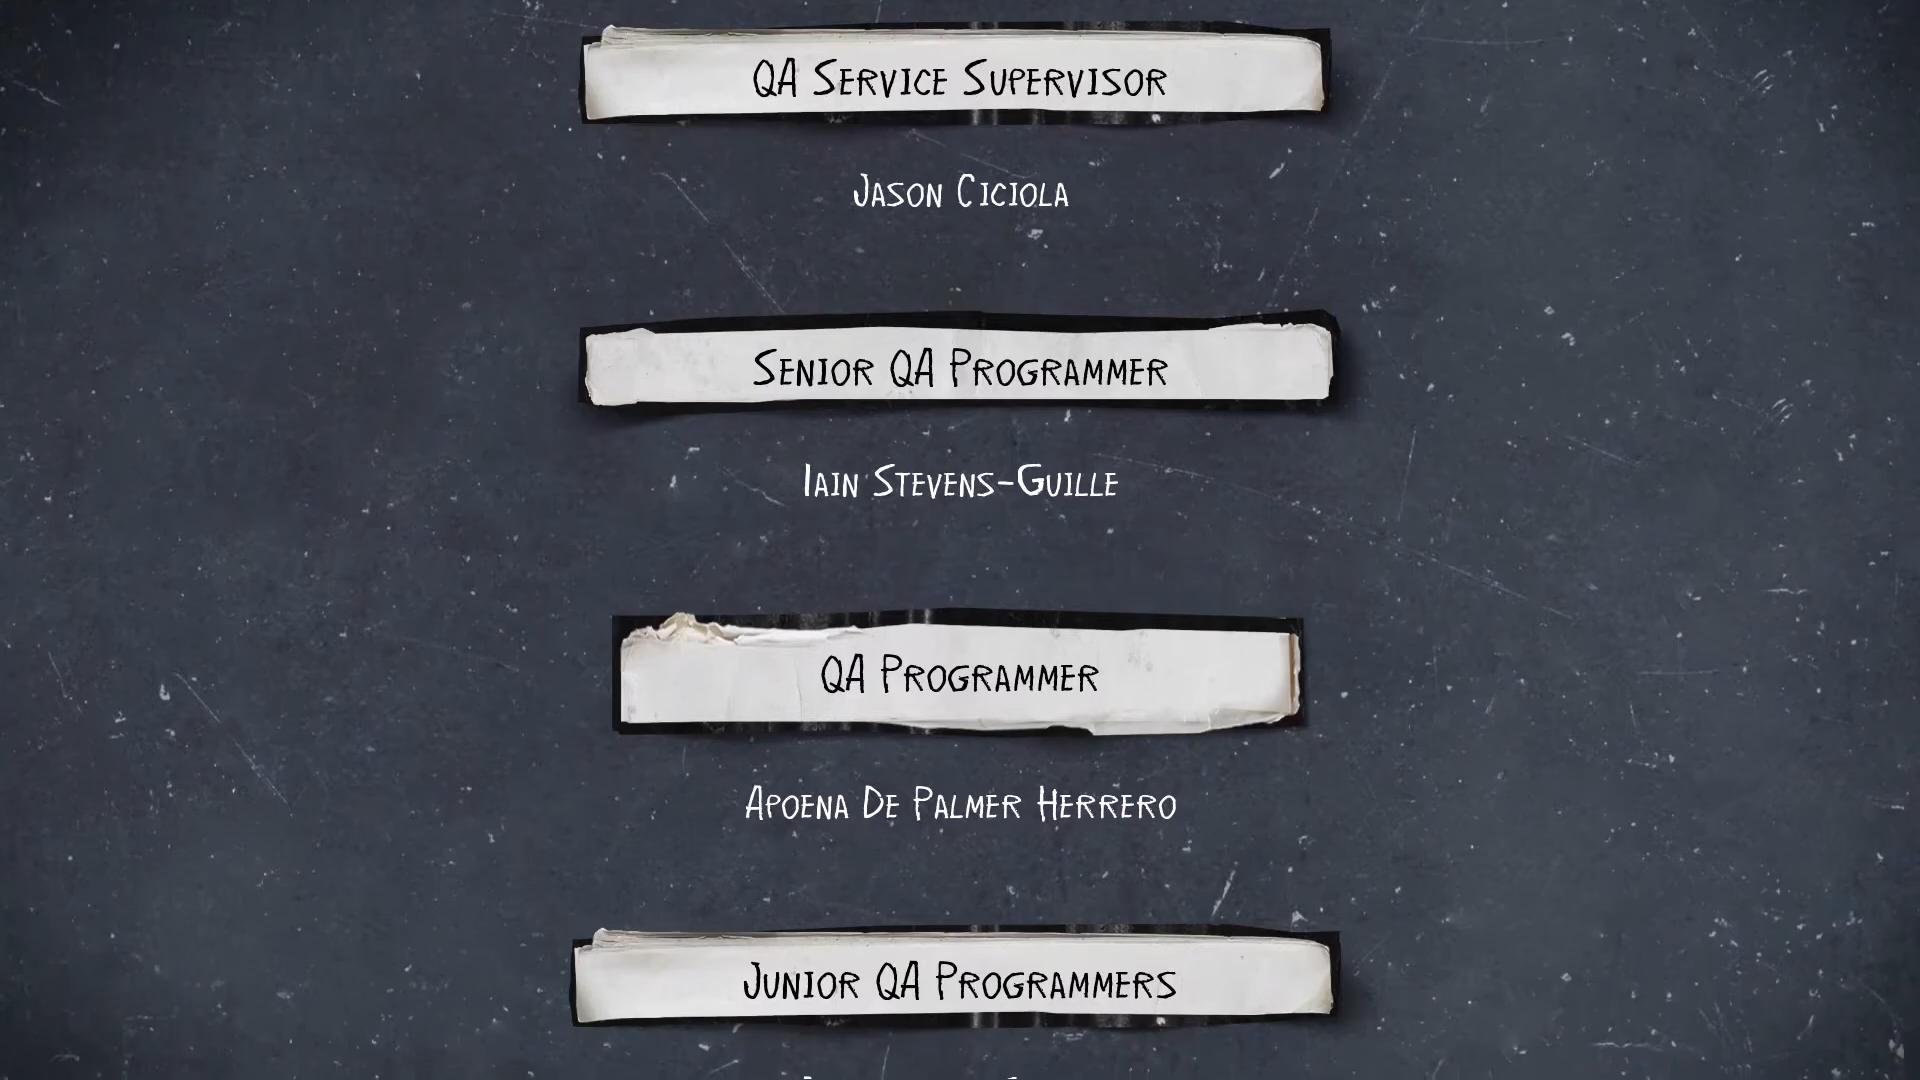 QA Service Supervisor
Jason Ciciola
Senior QA Programmer
Iain Stevens-Guille
QA Programmer
Apoena De Palmer Herrero
Junior QA Programmers